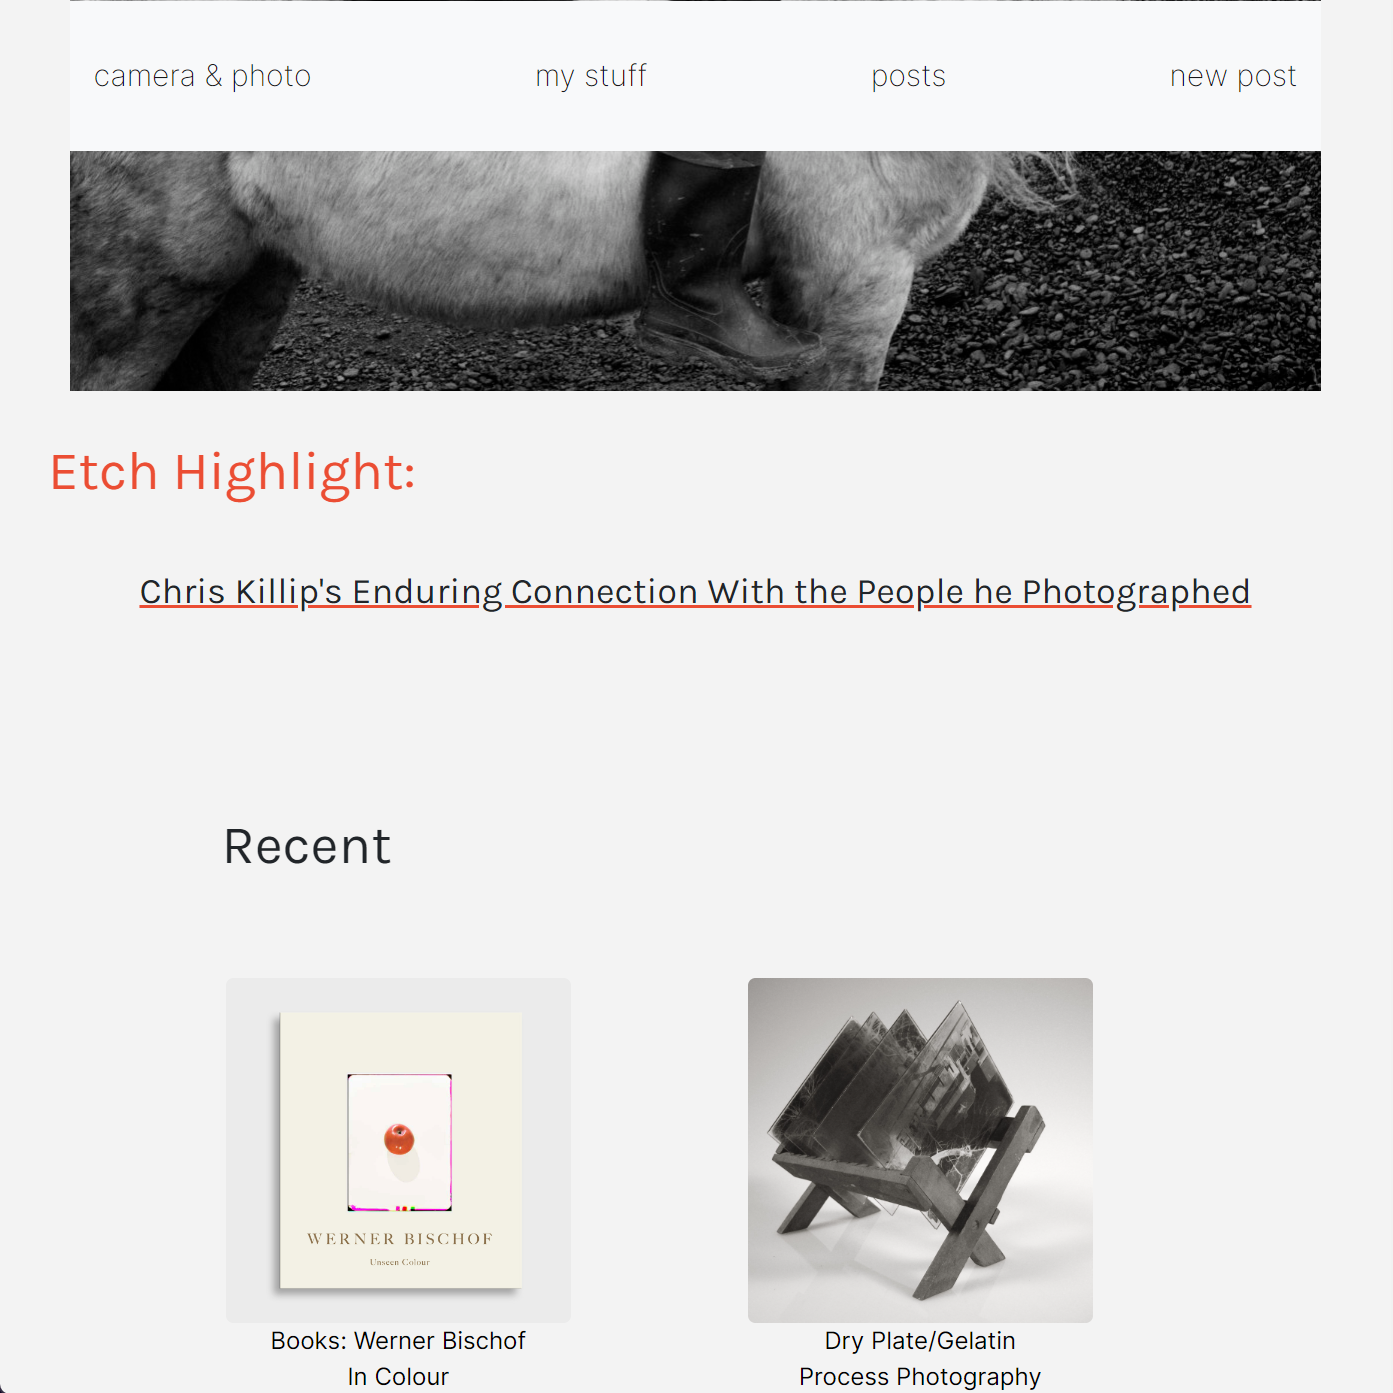 camera & photo my stuff posts new post
Etch Highlight:
Chris Killip's Enduring Connection With the People he Photographed
Recent
WERNER BISCHOF
Unseen Colour
Books: Werner Bischof
In Colour
Dry Plate/Gelatin
Process Photography